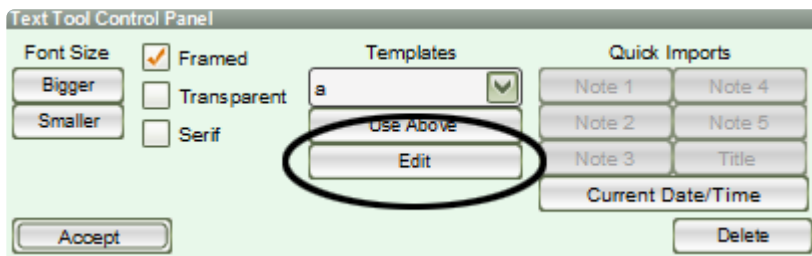 Text Tool Control Panel
Font Size
Bigger
Smaller
Framed
Transparent
Serif
Templates
a
Use Above
Edit
Quick Imports
Note 1 Note 4
Note 2 Note 5
Note 3 Title
Current Date/Time
Accept
Delete